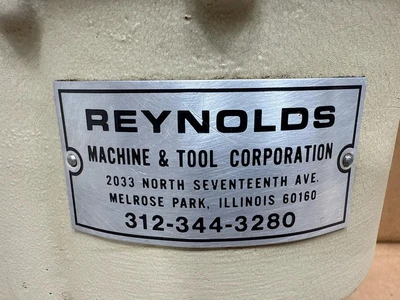 REYNOLDS
MACHINE & TOOL CORPORATION
2033 NORTH SEVENTEENTH AVE.
MELROSE PARK, ILLINOIS 60160
312-344-3280